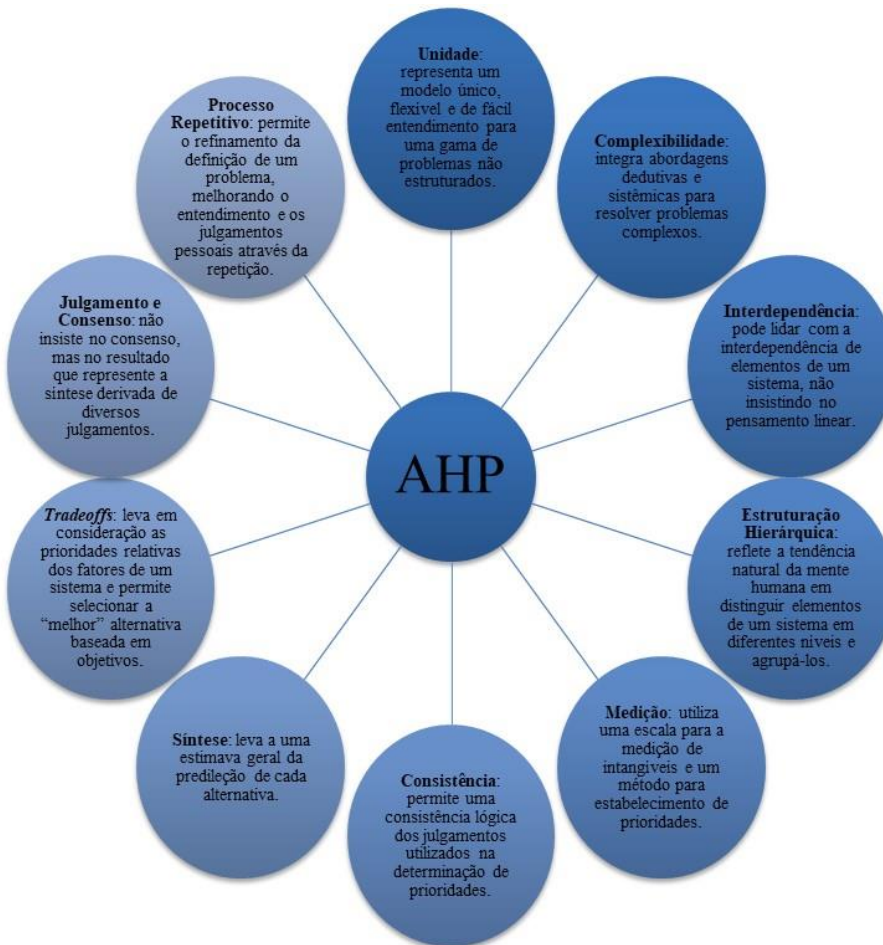 Unidade:
representa um
modelo único,
flexível e de fácil
entendimento para
uma gama de
problemas não
estruturados.
Complexibilidade:
integra abordagens
dedutivas e
sistêmicas para
resolver problemas
complexos.
Interdependência:
pode lidar com a
interdependência de
elementos de um
sistema, não
insistindo no
pensamento linear.
Estruturação
Hierárquica:
reflete a tendência
natural da mente
humana em
distinguir elementos
de um sistema em
diferentes níveis e
agrupá-los.
Medição: utiliza
uma escala para a
medição de
intangíveis e um
método para
estabelecimento de
prioridades.
Consistência:
permite uma
consistência lógica
dos julgamentos
utilizados na
determinação de
prioridades.
Síntese: leva a uma
estimava geral da
predileção de cada
alternativa.
Tradeoffs: leva em
consideração as
prioridades relativas
dos fatores de um
sistema e permite
selecionar a
“melhor” alternativa
baseada em
objetivos.
Julgamento e
Consenso: não
insiste no consenso,
mas no resultado
que represente a
síntese derivada de
diversos
julgamentos.
Processo
Repetitivo: permite
o refinamento da
definição de um
problema,
melhorando o
entendimento e os
julgamentos
pessoais através da
repetição.
AHP